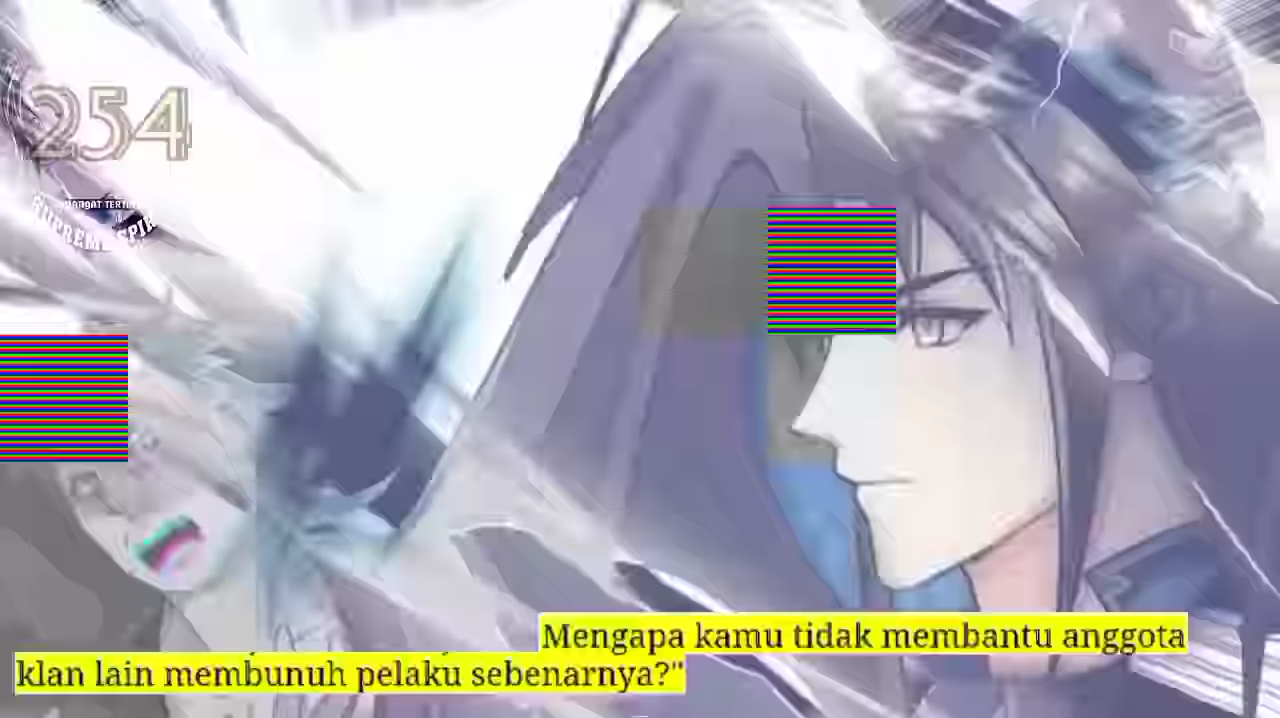 254
Mengapa kamu tidak membantu anggota
klan lain membunuh pelaku sebenarnya?"